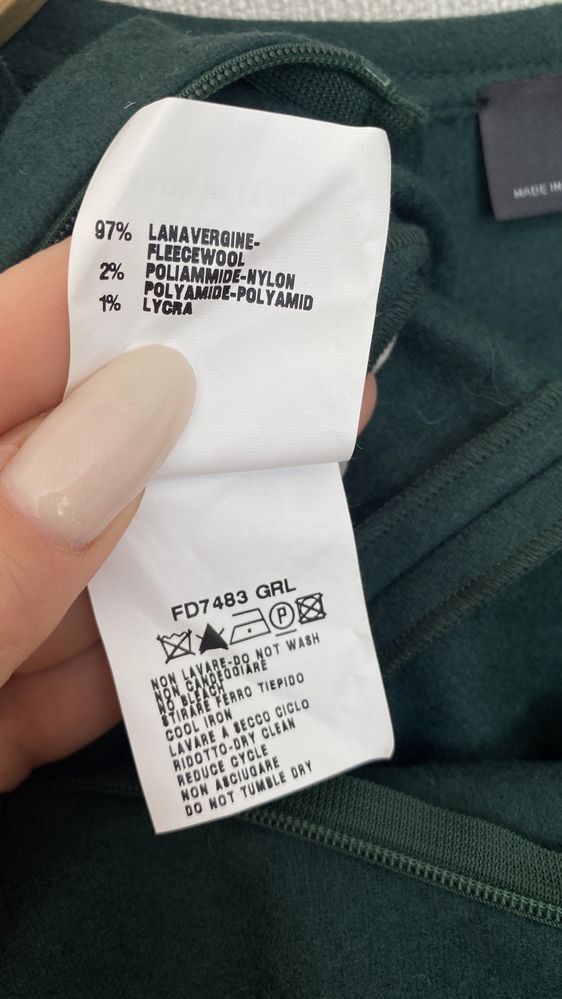 97% LANAVERGINE-
FLEECEWOOL
2% POLIAMMIDE-NYLON
POLYAMIDE-POLYAMID
1% LYCRA
MADE IN
FD7483 GRL
P
NON LAVARE-DO NOT WASH
NON CANDEGGIARE
NO BLEACH
STIRARE FERRO TIEPIDO
COOL IRON
LAVARE A SECCO CICLO
RIDOTTO-DRY CLEAN
REDUCE CYCLE
NON ASCIUGARE
DO NOT TUMBLE DRY